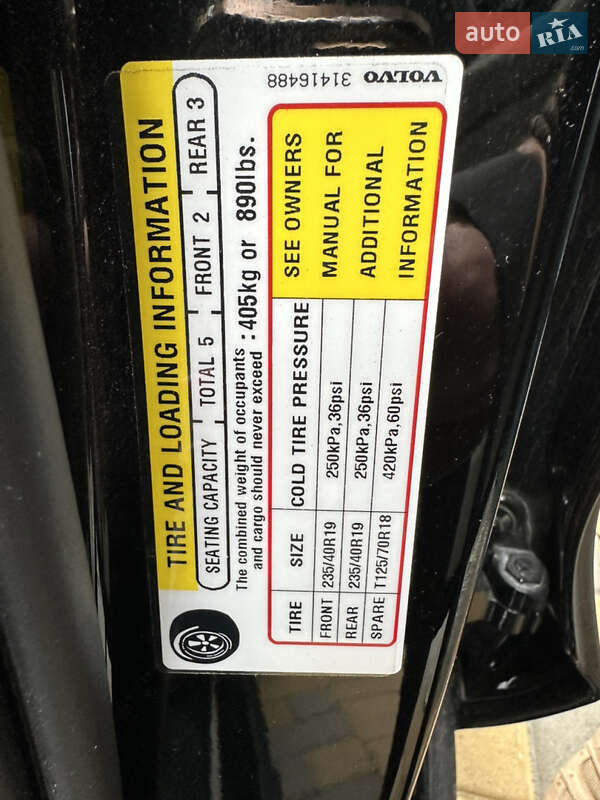 auto RIA .com
TIRE AND LOADING INFORMATION
SEATING CAPACITY TOTAL 5 FRONT 2 REAR 3
The combined weight of occupants
and cargo should never exceed
: 405kg or 890lbs.
TIRE SIZE COLD TIRE PRESSURE
FRONT 235/40R19 250kPa,36psi
REAR 235/40R19 250kPa,36psi
SPARE T125/70R18 420kPa,60psi
SEE OWNERS
MANUAL FOR
ADDITIONAL
INFORMATION
VOLVO 31416488